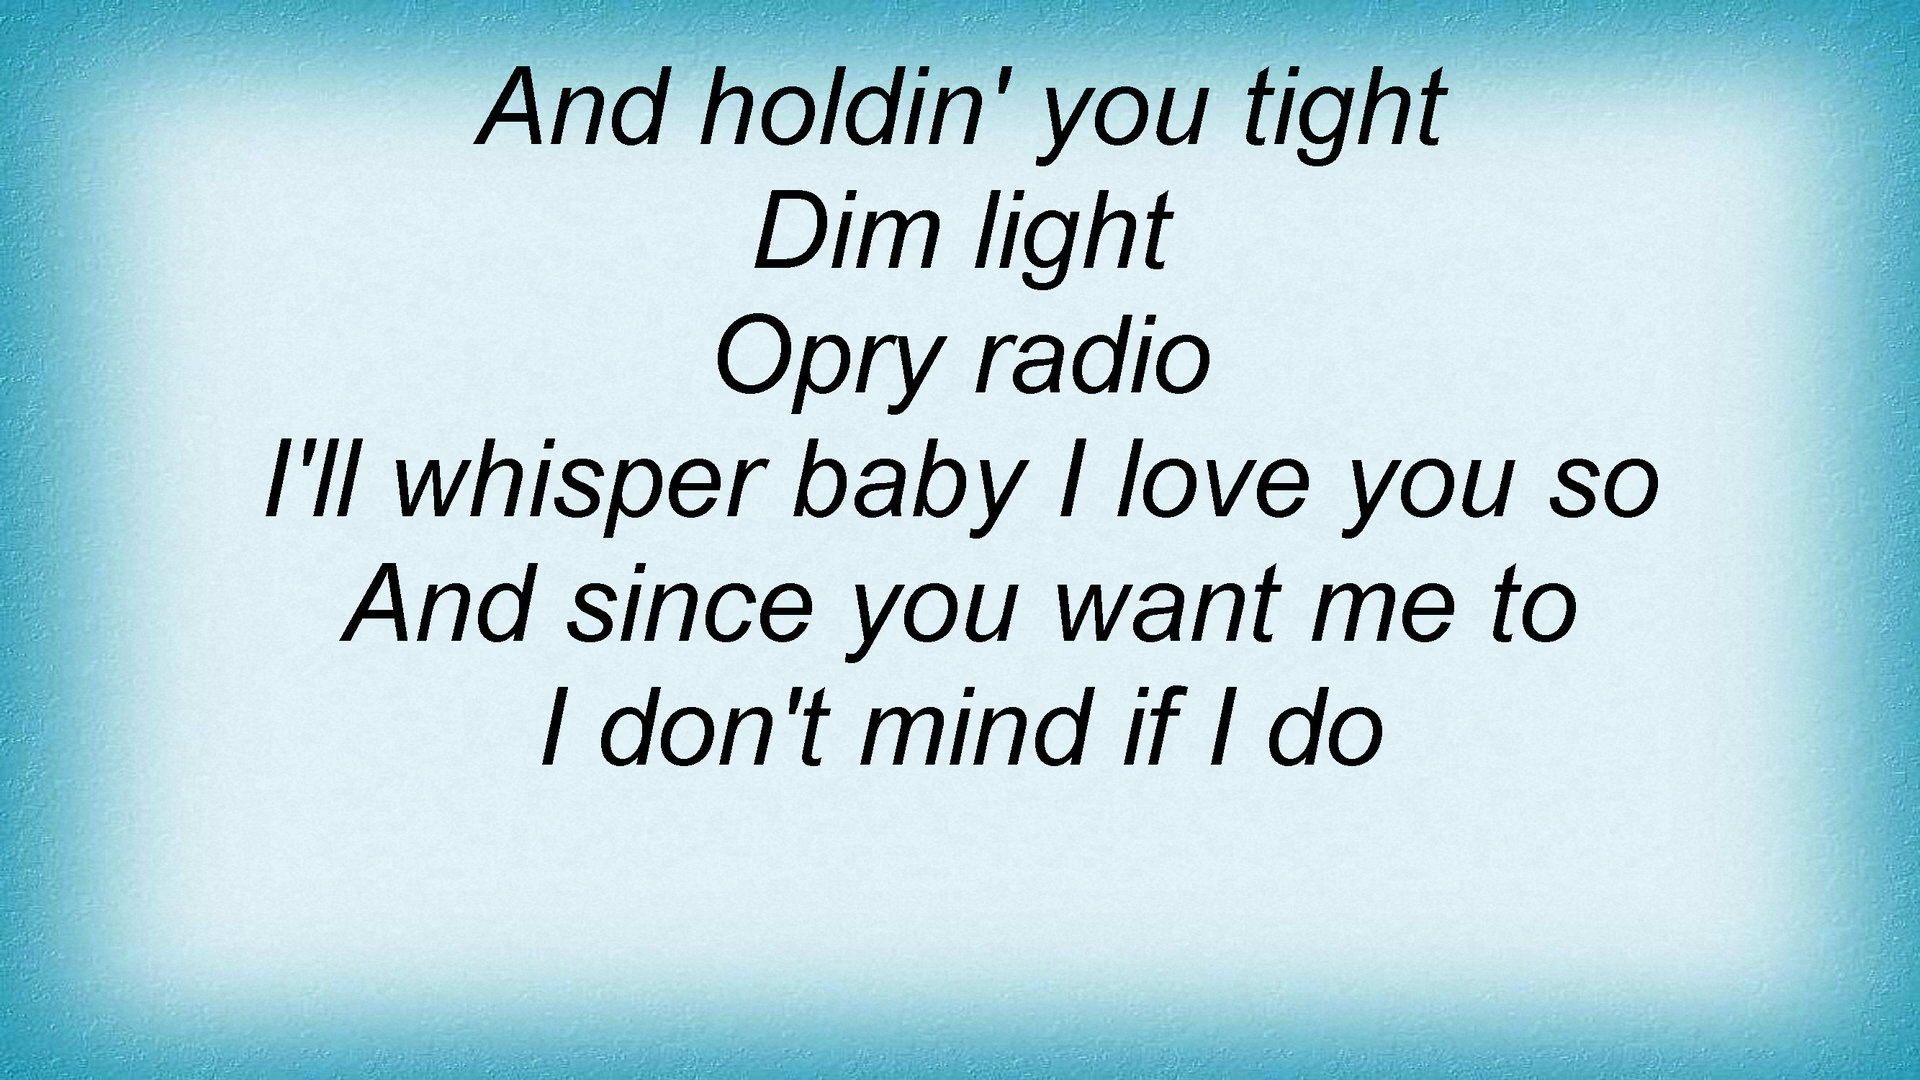 And holdin' you tight
Dim light
Opry radio
I'll whisper baby I love you so
And since you want me to
I don't mind if I do